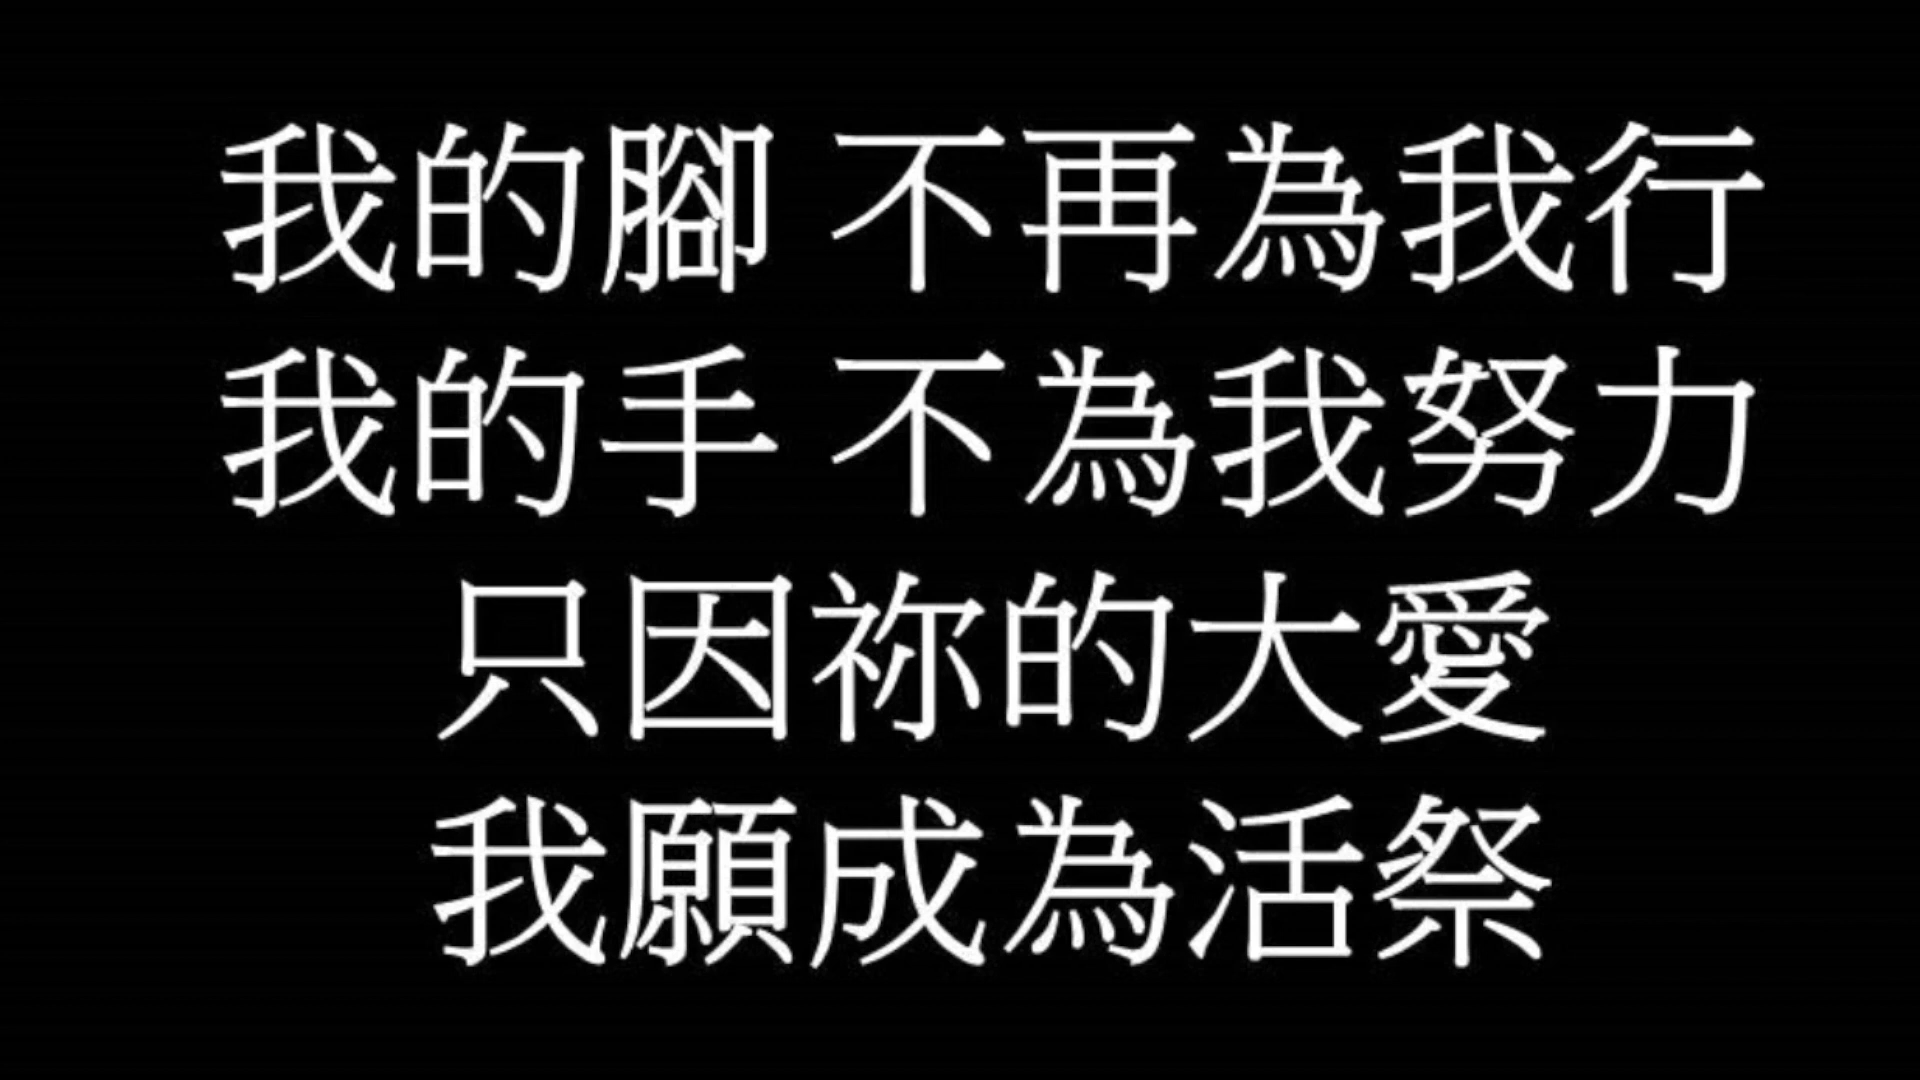 我的腳 不再為我行
我的手 不為我努力
只因祢的大愛
我願成為活祭